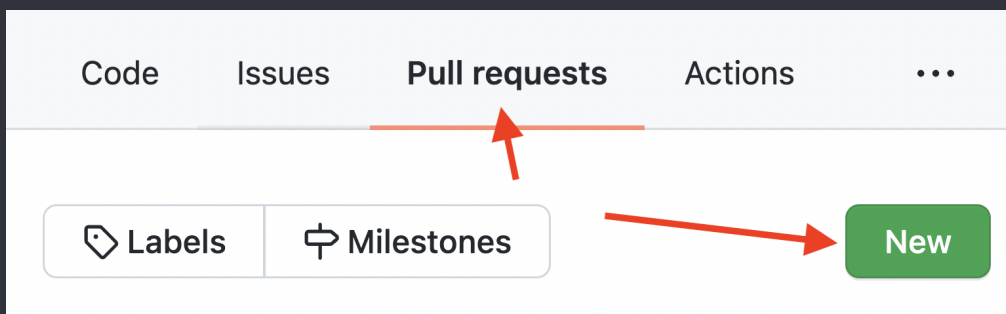 Code Issues Pull requests Actions ...
Labels Milestones New